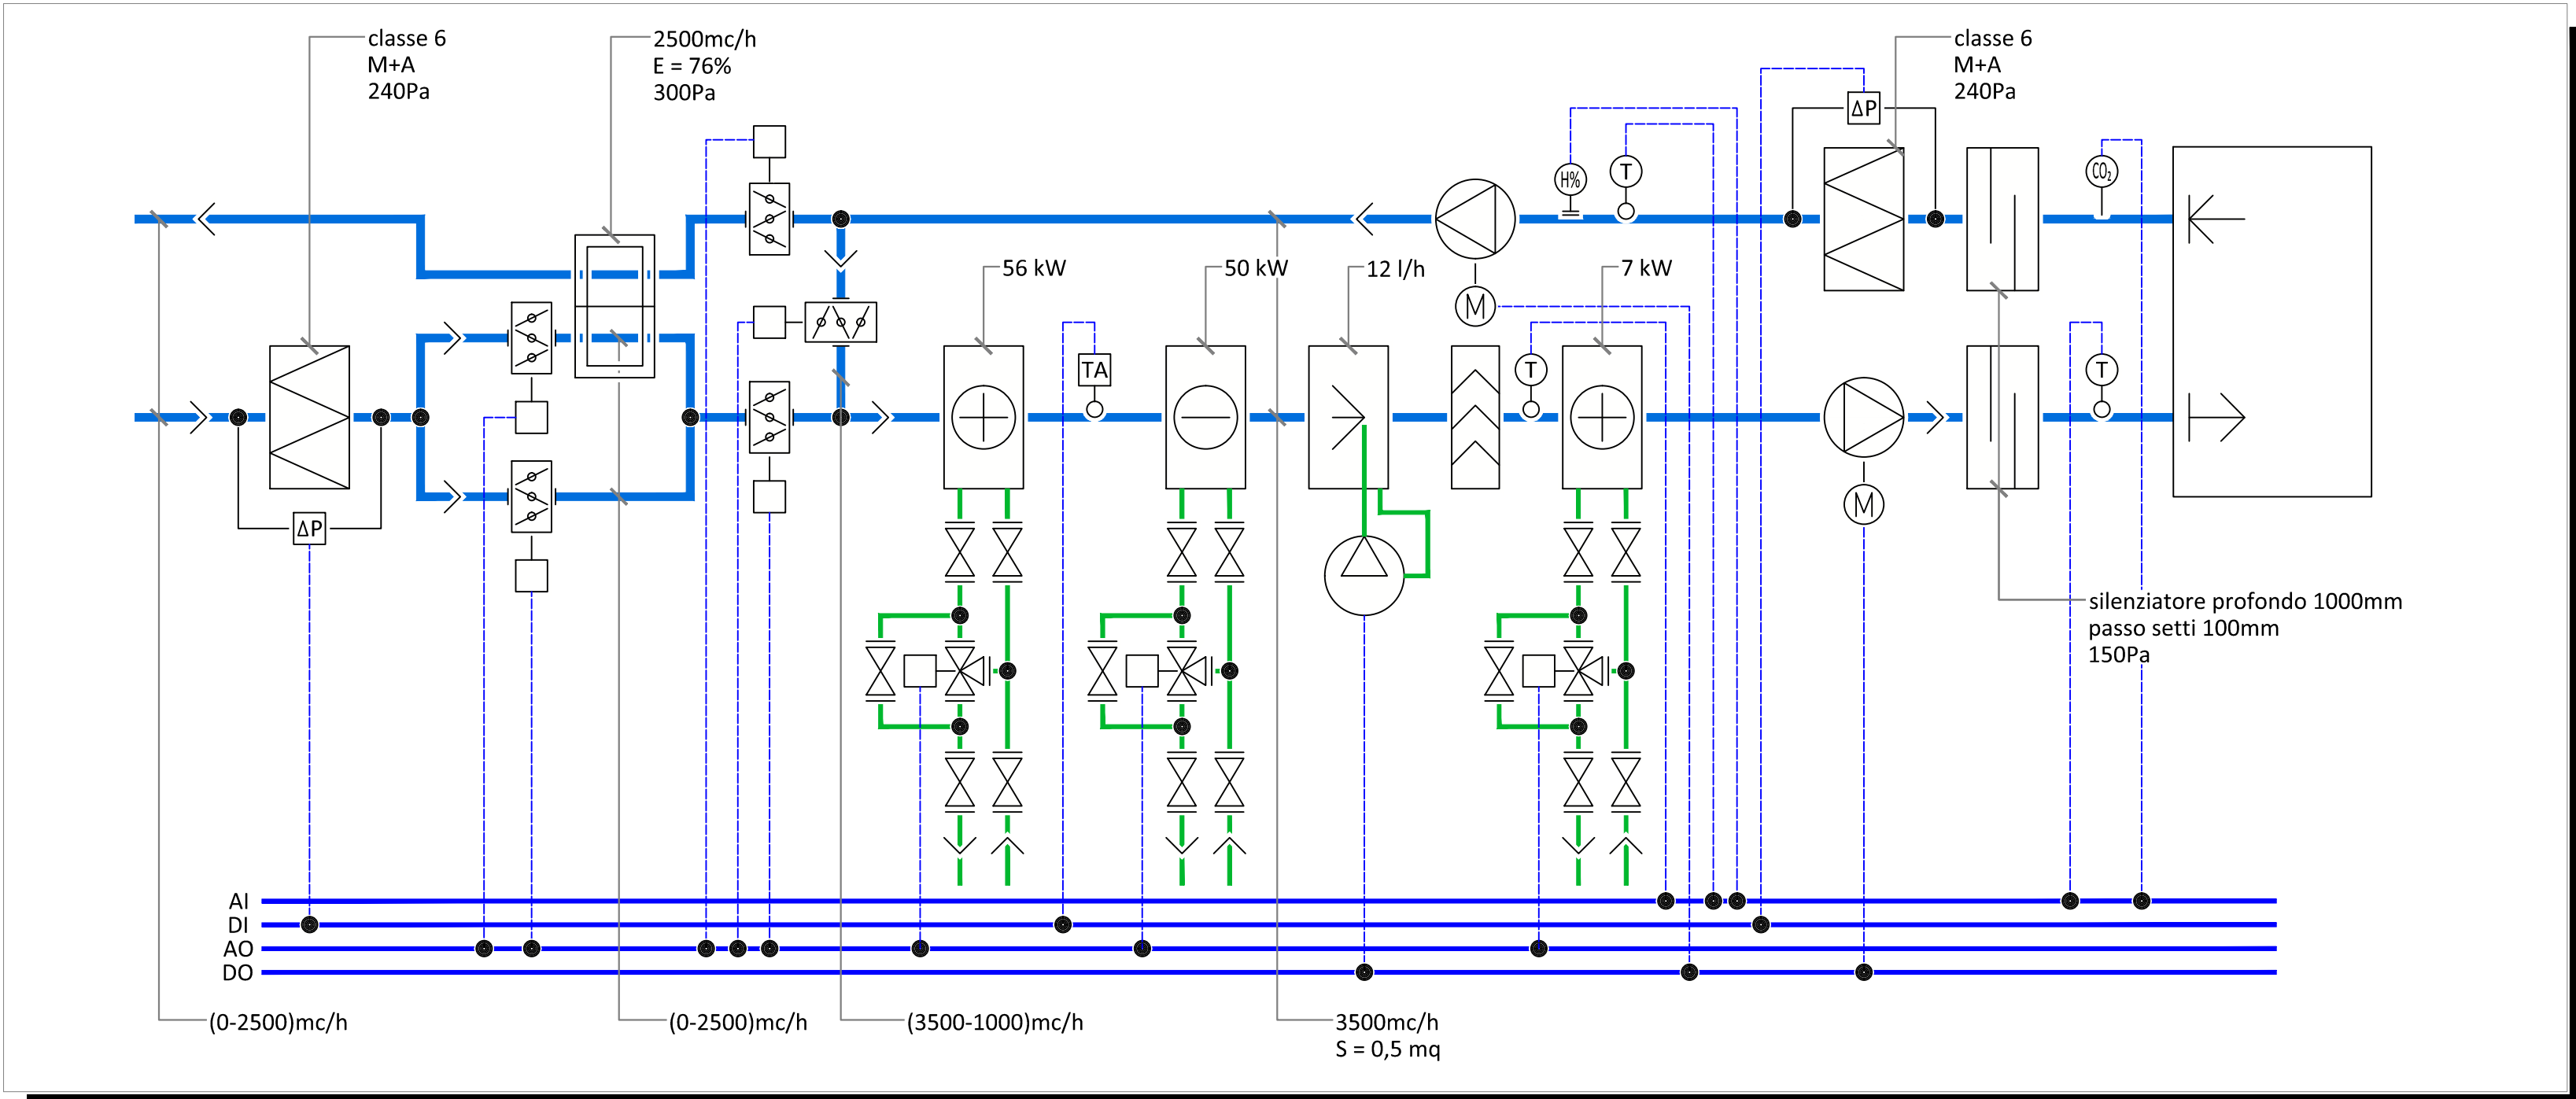 classe 6
M+A
240Pa
2500mc/h
E = 76%
300Pa
classe 6
M+A
240Pa
ΔP
H%
T
CO₂
56 kW
50 kW
12 l/h
7 kW
M
TA
T
T
M
ΔP
silenziatore profondo 1000mm
passo setti 100mm
150Pa
AI
DI
AO
DO
(0-2500)mc/h
(0-2500)mc/h
(3500-1000)mc/h
3500mc/h
S = 0,5 mq